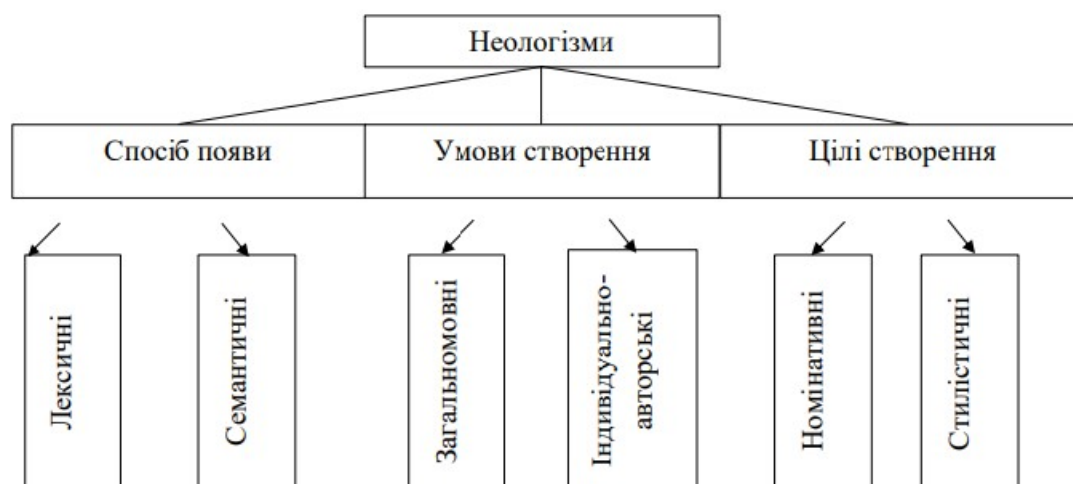 Неологізми
Спосіб появи
Умови створення
Цілі створення
Лексичні
Семантичні
Загальномовні
Індивідуально-
авторські
Номінативні
Стилістичні